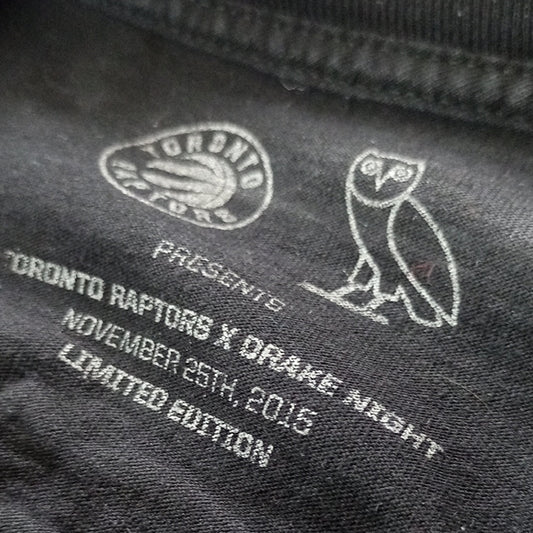 TORONTO
RAPTORS
PRESENTS
TORONTO RAPTORS X DRAKE NIGHT
NOVEMBER 25TH, 2015
LIMITED EDITION